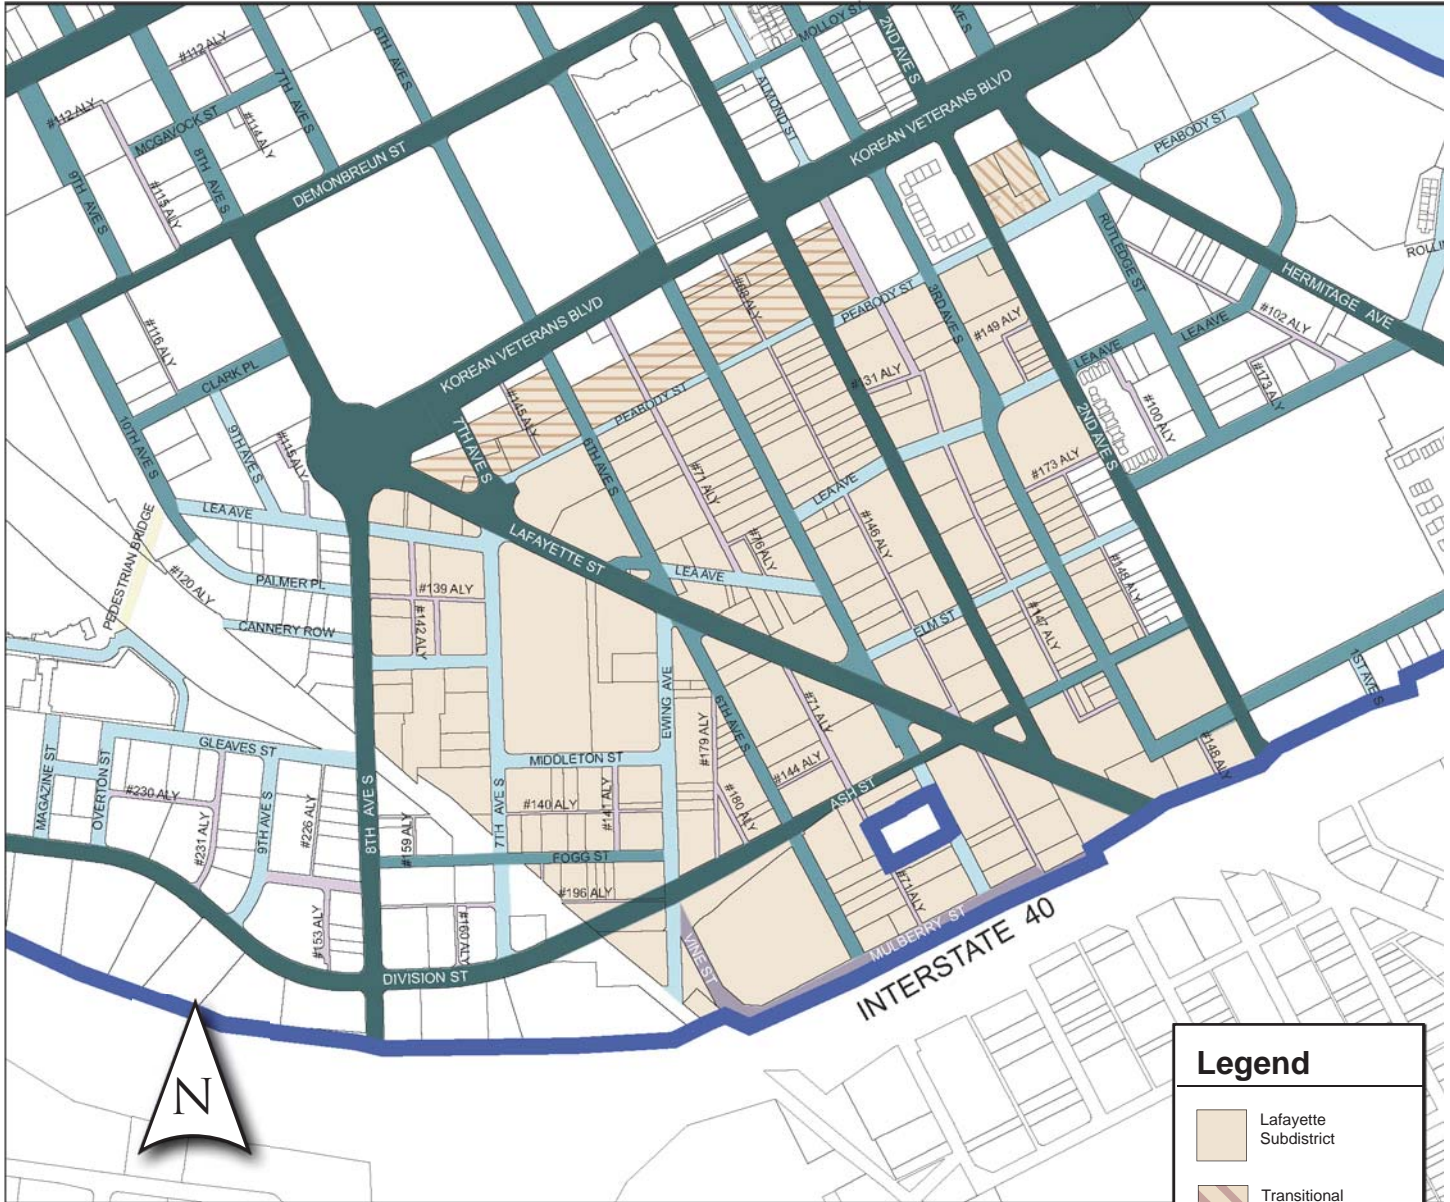 #112 ALY
6TH AVE S
MOLLOY ST
2ND AVE S
AVE S
#112 ALY
MCGAVOCK ST
#114 ALY
7TH AVE S
ALMOND ST
KOREAN VETERANS BLVD
PEABODY ST
9TH AVE S
#115 ALY
8TH AVE S
DEMONBREUN ST
RUTLEDGE ST
ROLLI
HERMITAGE AVE
#116 ALY
KOREAN VETERANS BLVD
#68 ALY
PEABODY ST
3RD AVE S
#149 ALY
LEA AVE
LEA AVE
#102 ALY
CLARK PL
#145 ALY
PEABODY ST
#131 ALY
#173 ALY
10TH AVE S
9TH AVE S
#115 ALY
7TH AVE S
6TH AVE S
#71 ALY
LEA AVE
2ND AVE S
#100 ALY
#173 ALY
LEA AVE
LAFAYETTE ST
#76 ALY
#146 ALY
PEDESTRIAN BRIDGE
#120 ALY
PALMER PL
#139 ALY
LEA AVE
#148 ALY
CANNERY ROW
#142 ALY
ELM ST
#147 ALY
EWING AVE
6TH AVE S
#71 ALY
1ST AVE S
MAGAZINE ST
OVERTON ST
GLEAVES ST
MIDDLETON ST
#179 ALY
#144 ALY
#148 ALY
#230 ALY
#231 ALY
9TH AVE S
#226 ALY
8TH AVE S
#159 ALY
7TH AVE S
#140 ALY
#141 ALY
#180 ALY
ASH ST
FOGG ST
#196 ALY
#71 ALY
#153 ALY
#160 ALY
VINE ST
MULBERRY ST
DIVISION ST
INTERSTATE 40
N
Legend
Lafayette
Subdistrict
Transitional